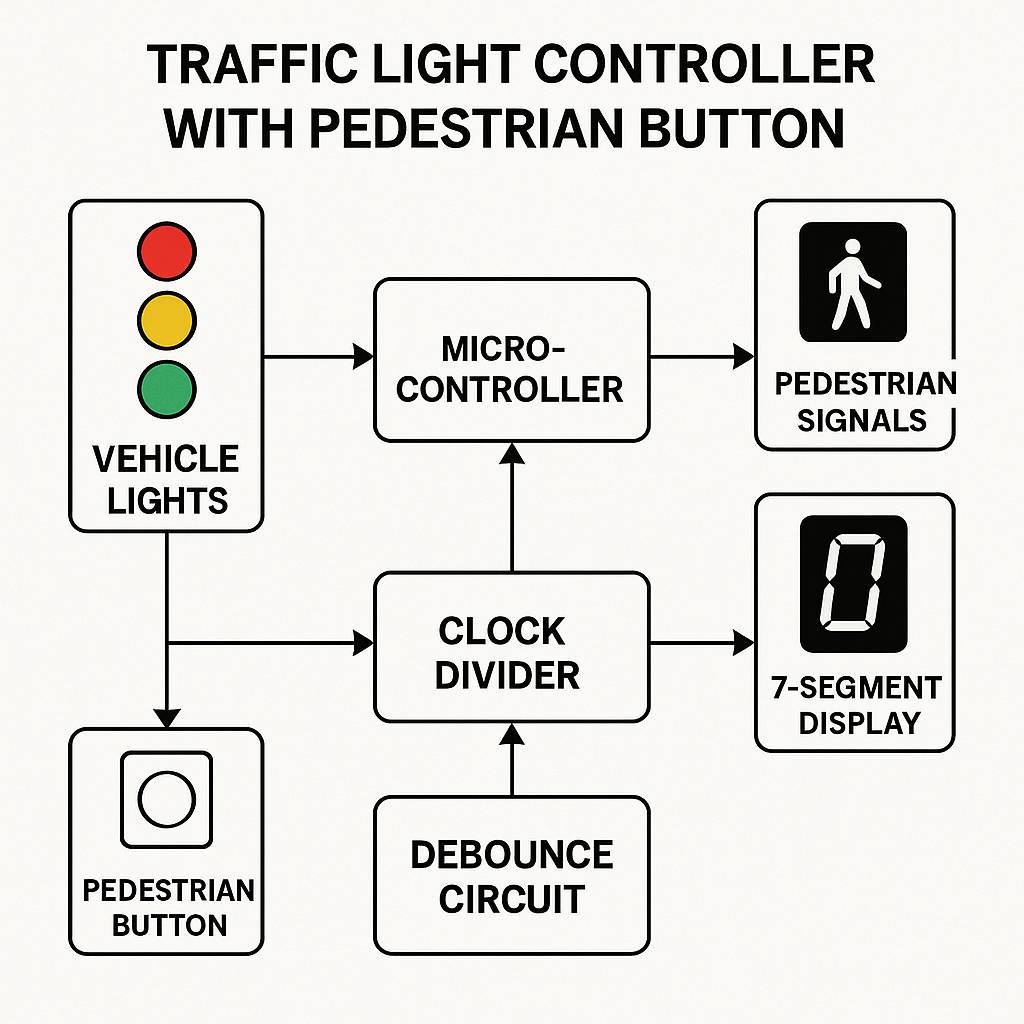 TRAFFIC LIGHT CONTROLLER
WITH PEDESTRIAN BUTTON
VEHICLE
LIGHTS
MICRO-
CONTROLLER
PEDESTRIAN
SIGNALS
CLOCK
DIVIDER
0
7-SEGMENT
DISPLAY
PEDESTRIAN
BUTTON
DEBOUNCE
CIRCUIT